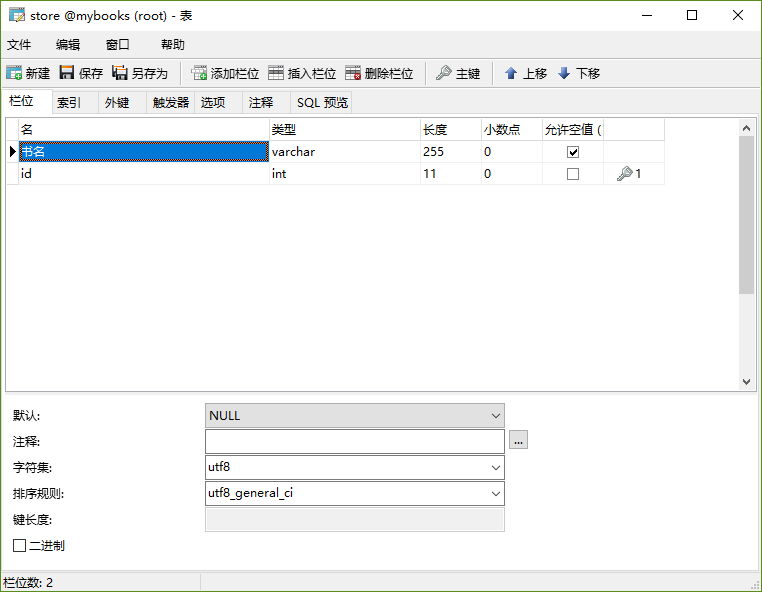 store @mybooks (root) - 表
文件 编辑 窗口 帮助
新建 保存 另存为 添加栏位 插入栏位 删除栏位 主键 上移 下移
栏位 索引 外键 触发器 选项 注释 SQL 预览
名 类型 长度 小数点 允许空值 (
书名 varchar 255 0
id int 11 0 1
默认: NULL
注释: ...
字符集: utf8
排序规则: utf8_general_ci
键长度:
二进制
栏位数: 2